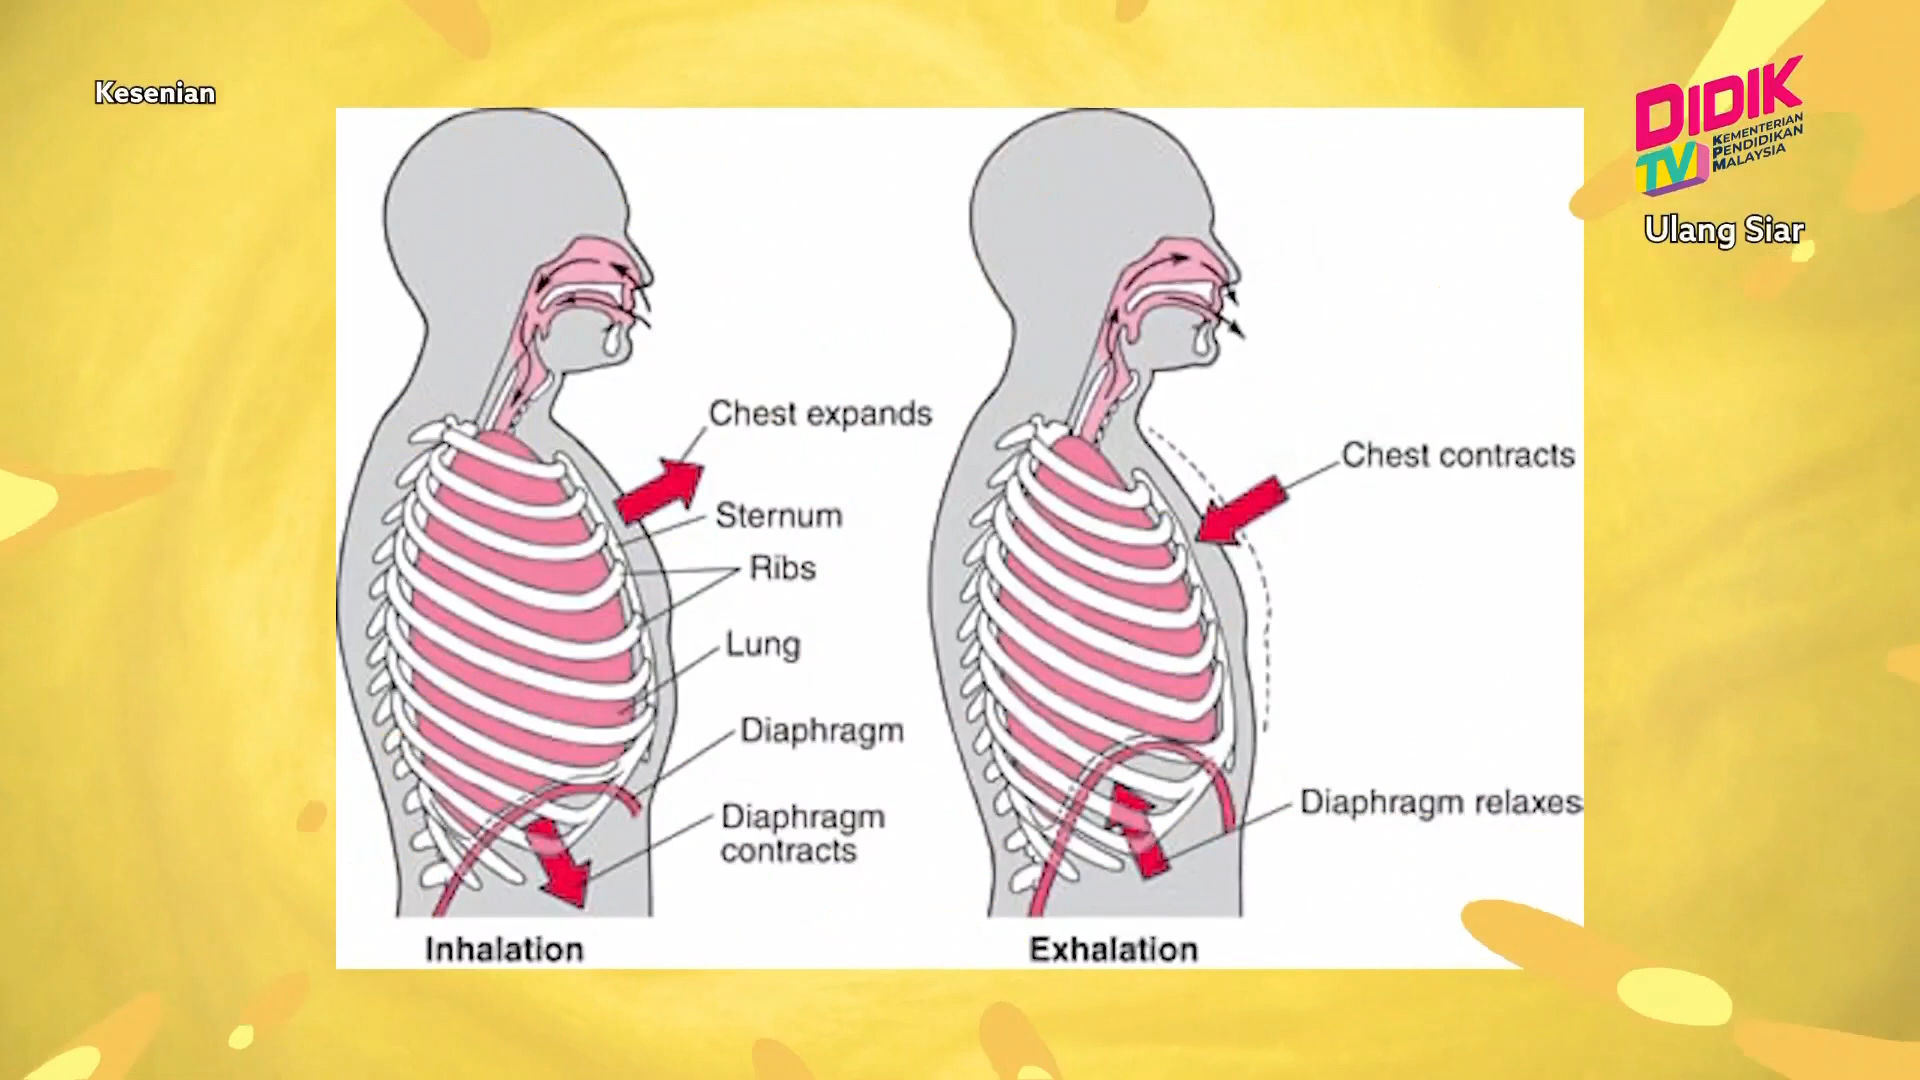 Kesenian
DIDIK
TV
KEMENTERIAN
PENDIDIKAN
MALAYSIA
Ulang Siar
Chest expands
Sternum
Ribs
Lung
Diaphragm
Diaphragm
contracts
Inhalation
Chest contracts
Diaphragm relaxes
Exhalation